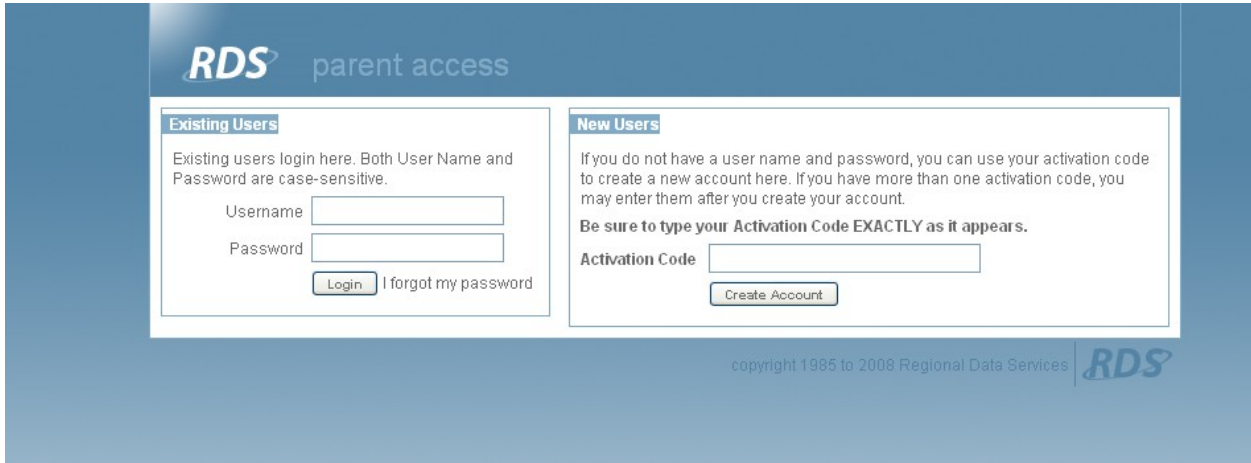 RDS parent access
Existing Users
Existing users login here. Both User Name and
Password are case-sensitive.
Username
Password
Login I forgot my password
New Users
If you do not have a user name and password, you can use your activation code
to create a new account here. If you have more than one activation code, you
may enter them after you create your account.
Be sure to type your Activation Code EXACTLY as it appears.
Activation Code
Create Account
copyright 1985 to 2008 Regional Data Services RDS